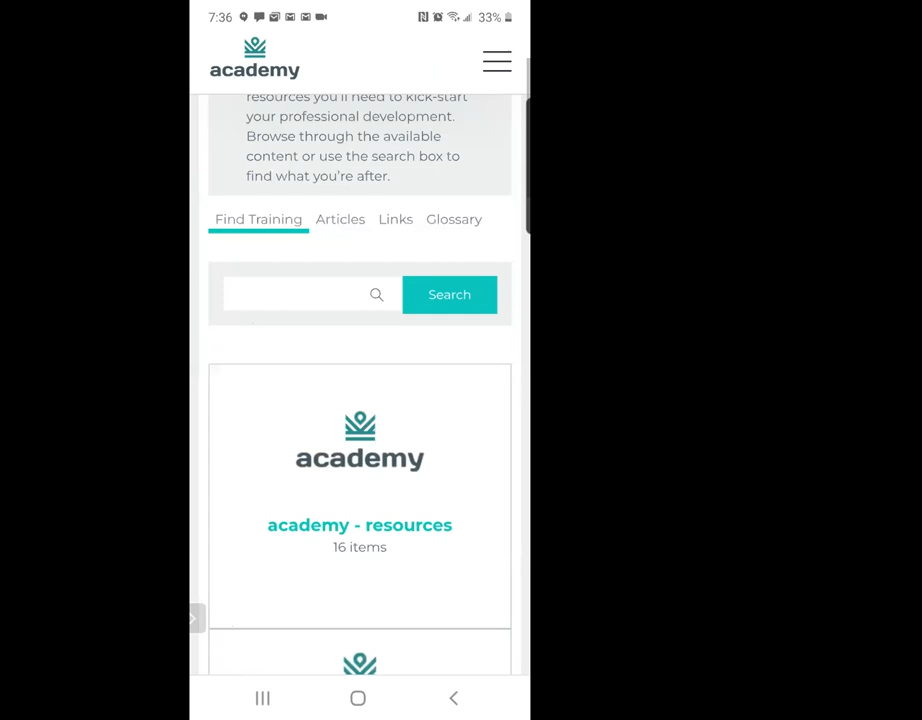 7:36
33%
academy
resources you'll need to kick-start
your professional development.
Browse through the available
content or use the search box to
find what you're after.
Find Training Articles Links Glossary
Search
academy
academy - resources
16 items